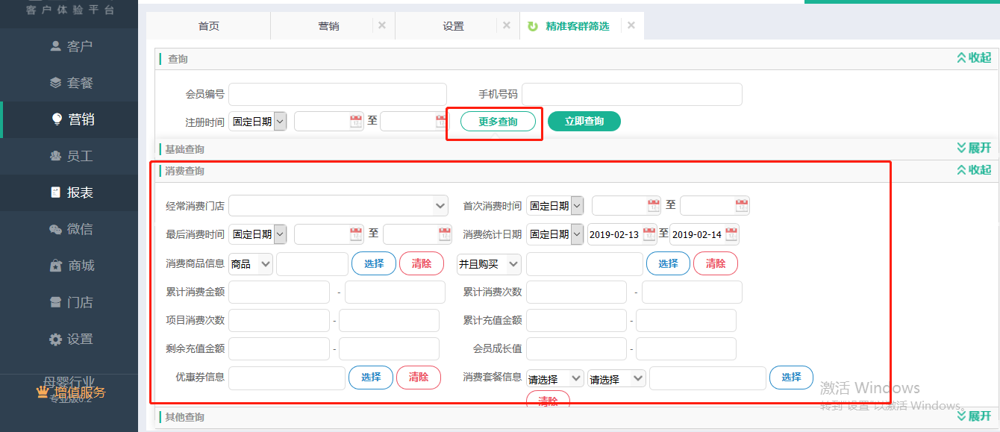 客户体验平台
客户
套餐
营销
员工
报表
微信
商城
门店
设置
母婴行业
增值服务
专业版6.2
首页 营销 设置 精准客群筛选
查询 收起
会员编号 手机号码
注册时间 固定日期 至 更多查询 立即查询
基础查询 展开
消费查询 收起
经常消费门店 首次消费时间 固定日期 至
最后消费时间 固定日期 至 消费统计日期 固定日期 2019-02-13 至 2019-02-14
消费商品信息 商品 选择 清除 并且购买 选择 清除
累计消费金额 - 累计消费次数 -
项目消费次数 - 累计充值金额 -
剩余充值金额 - 会员成长值 -
优惠券信息 选择 清除 消费套餐信息 请选择 请选择 选择
清除
激活 Windows
转到"设置"以激活 Windows。
其他查询 展开